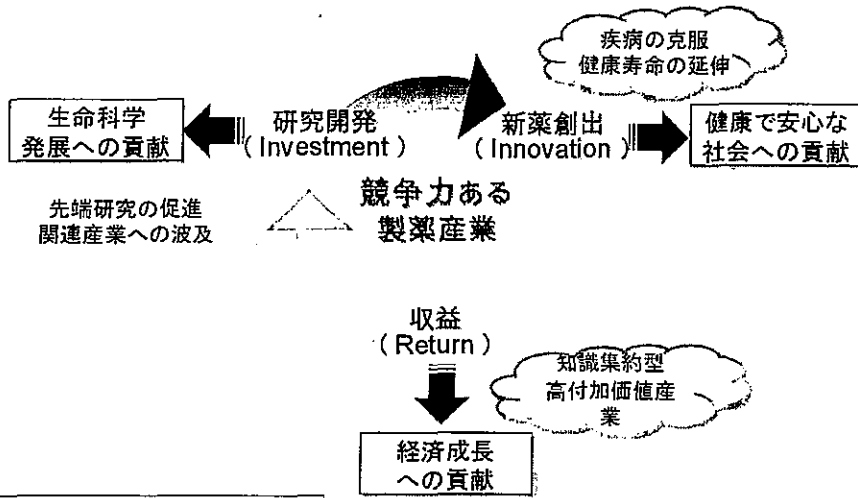 疾病の克服
健康寿命の延伸
生命科学
発展への貢献
研究開発
（Investment）
新薬創出
（Innovation）
健康で安心な
社会への貢献
先端研究の促進
関連産業への波及
競争力ある
製薬産業
収益
（Return）
知識集約型
高付加価値産
業
経済成長
への貢献